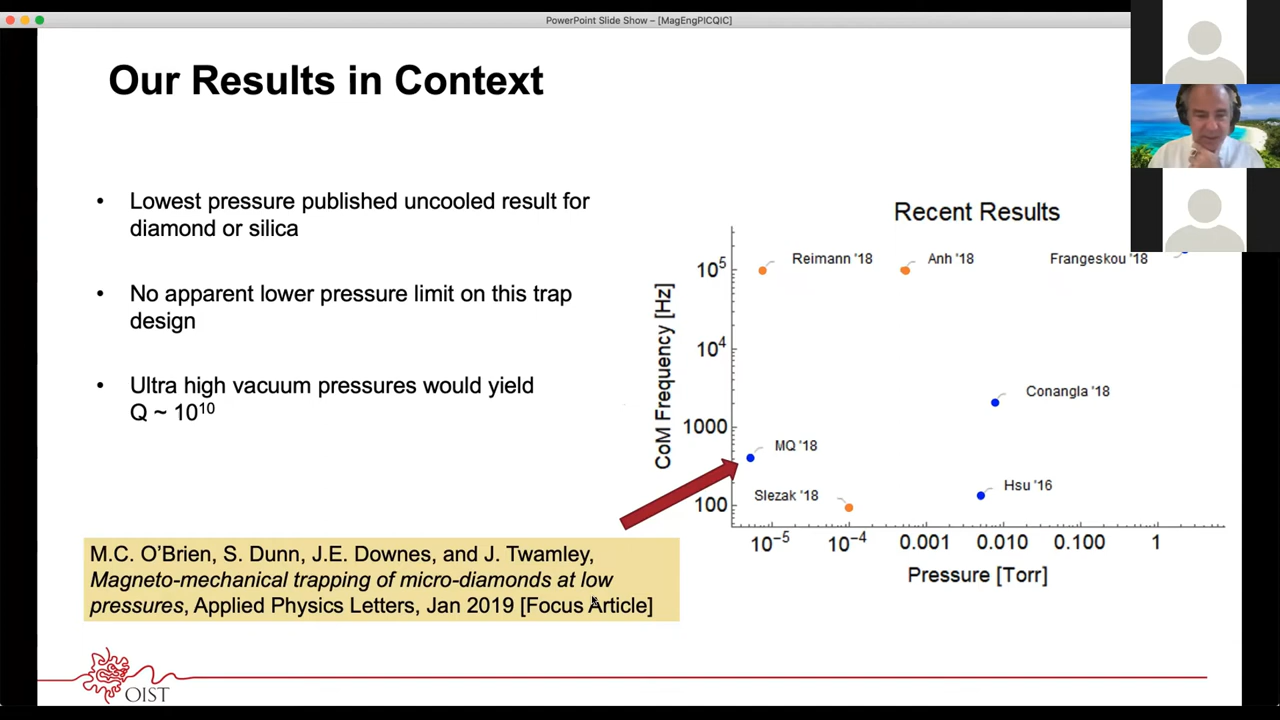 PowerPoint Slide Show – [MagEngPICQIC]
Our Results in Context
• Lowest pressure published uncooled result for
diamond or silica
• No apparent lower pressure limit on this trap
design
• Ultra high vacuum pressures would yield
Q ~ 10¹⁰
M.C. O’Brien, S. Dunn, J.E. Downes, and J. Twamley,
Magneto-mechanical trapping of micro-diamonds at low
pressures, Applied Physics Letters, Jan 2019 [Focus Article]
Recent Results
CoM Frequency [Hz]
10⁵
10⁴
1000
100
Reimann '18
Anh '18
Frangeskou '18
Conangla '18
MQ '18
Slezak '18
Hsu '16
10⁻⁵ 10⁻⁴ 0.001 0.010 0.100 1
Pressure [Torr]
OIST